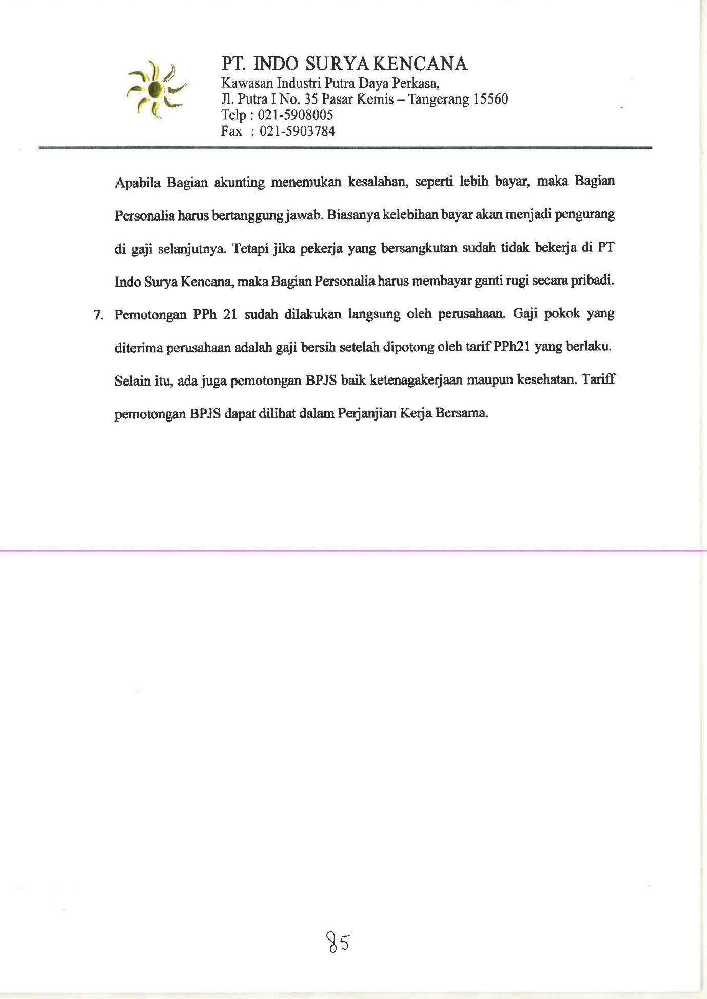 PT. INDO SURYA KENCANA
Kawasan Industri Putra Daya Perkasa,
Jl. Putra I No. 35 Pasar Kemis – Tangerang 15560
Telp : 021-5908005
Fax : 021-5903784
Apabila Bagian akunting menemukan kesalahan, seperti lebih bayar, maka Bagian
Personalia harus bertanggung jawab. Biasanya kelebihan bayar akan menjadi pengurang
di gaji selanjutnya. Tetapi jika pekerja yang bersangkutan sudah tidak bekerja di PT
Indo Surya Kencana, maka Bagian Personalia harus membayar ganti rugi secara pribadi.
7. Pemotongan PPh 21 sudah dilakukan langsung oleh perusahaan. Gaji pokok yang
diterima perusahaan adalah gaji bersih setelah dipotong oleh tarif PPh21 yang berlaku.
Selain itu, ada juga pemotongan BPJS baik ketenagakerjaan maupun kesehatan. Tariff
pemotongan BPJS dapat dilihat dalam Perjanjian Kerja Bersama.
85